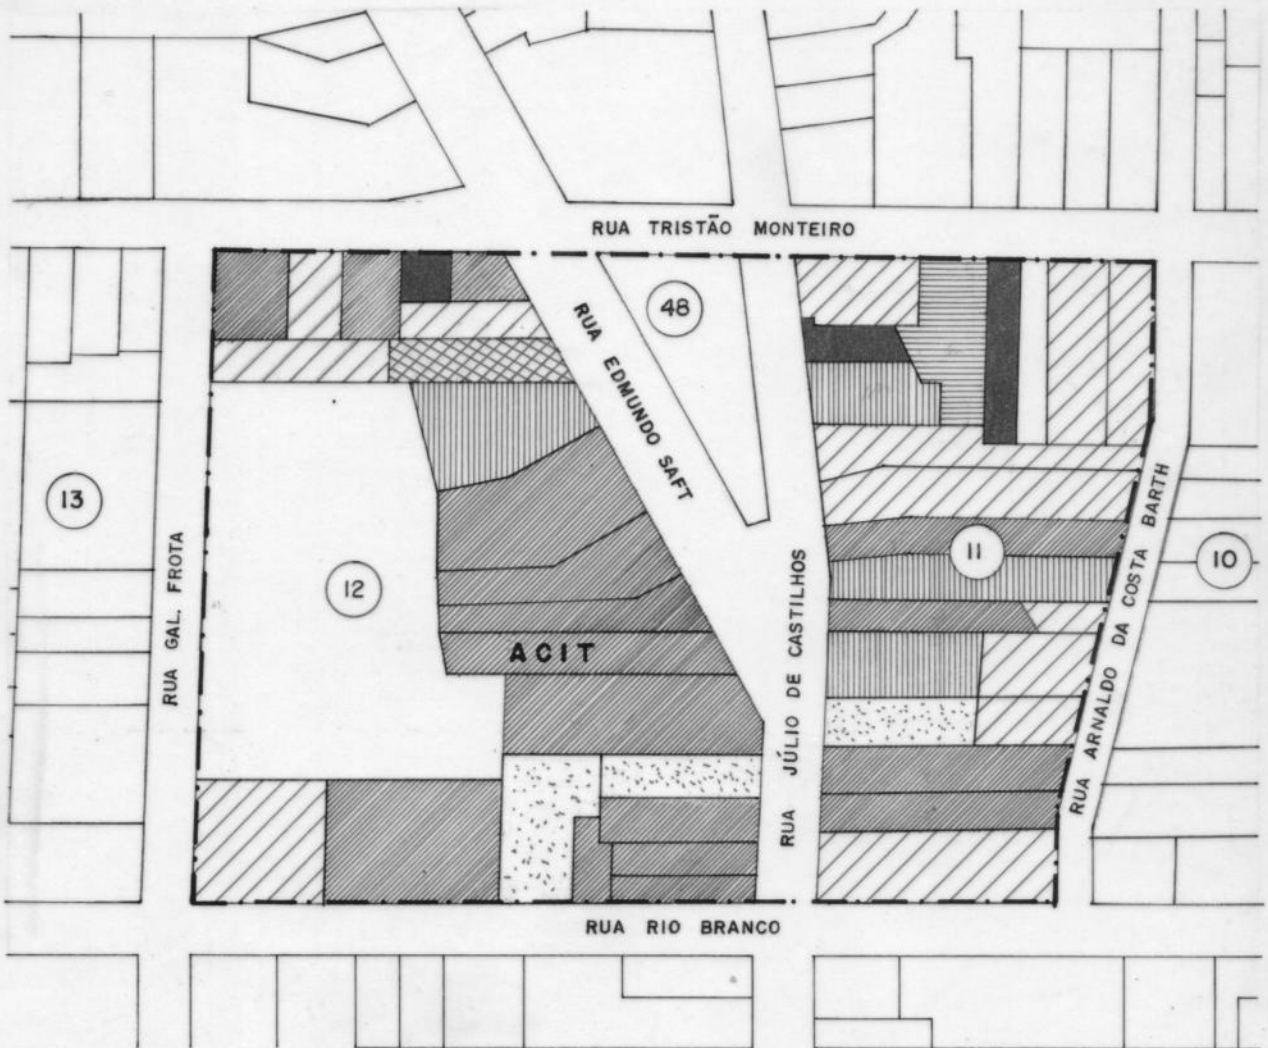 RUA TRISTÃO MONTEIRO
48
RUA EDMUNDO SAFT
13
RUA GAL. FROTA
12
ACIT
RUA JÚLIO DE CASTILHOS
11
RUA ARNALDO DA COSTA BARTH
10
RUA RIO BRANCO